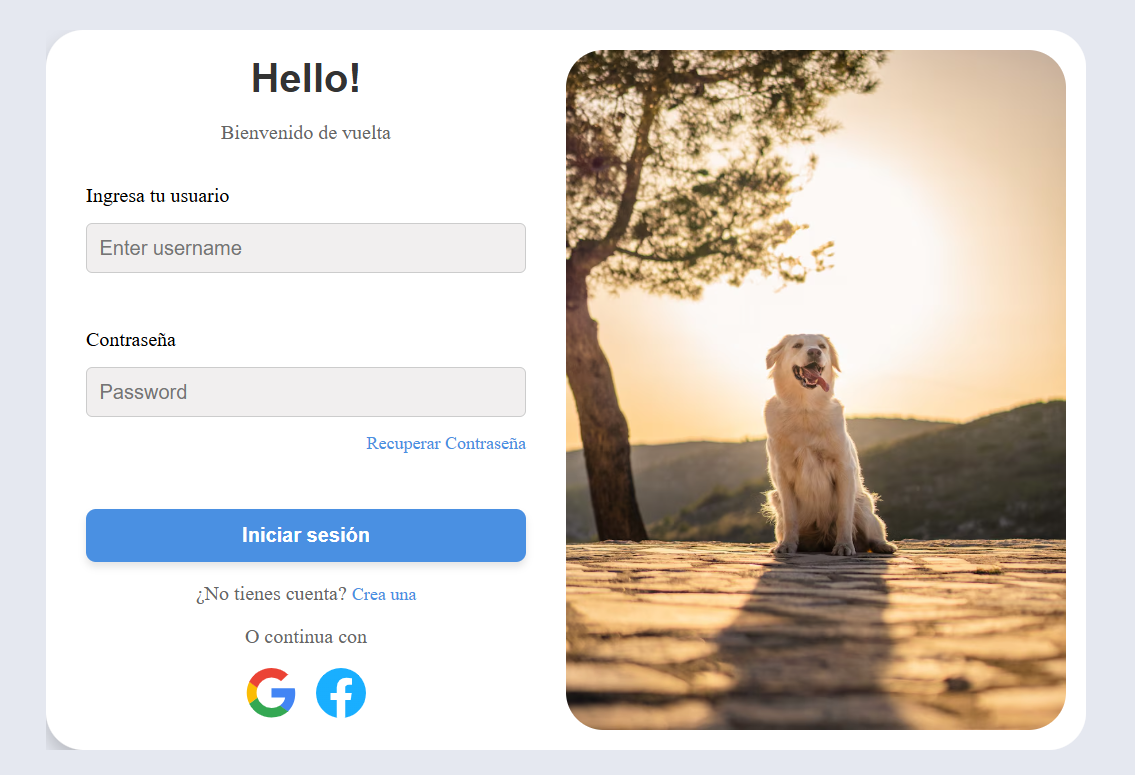 Hello!
Bienvenido de vuelta
Ingresa tu usuario
Enter username
Contraseña
Password
Recuperar Contraseña
Iniciar sesión
¿No tienes cuenta? Crea una
O continua con